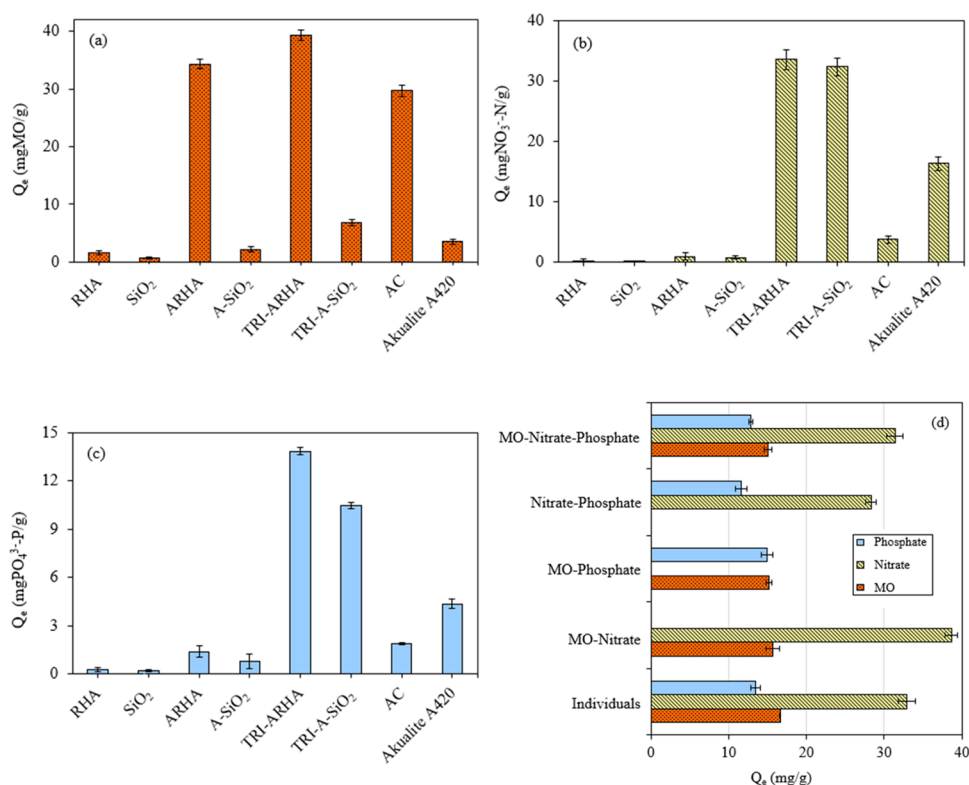 (a)
Qₑ (mgMO/g)
40
30
20
10
0
RHA
SiO₂
ARHA
A-SiO₂
TRI-ARHA
TRI-A-SiO₂
AC
Akualite A420
(b)
Qₑ (mgNO₃⁻-N/g)
40
30
20
10
0
RHA
SiO₂
ARHA
A-SiO₂
TRI-ARHA
TRI-A-SiO₂
AC
Akualite A420
(c)
Qₑ (mgPO₄³⁻-P/g)
15
12
9
6
3
0
RHA
SiO₂
ARHA
A-SiO₂
TRI-ARHA
TRI-A-SiO₂
AC
Akualite A420
(d)
MO-Nitrate-Phosphate
Nitrate-Phosphate
MO-Phosphate
MO-Nitrate
Individuals
Phosphate
Nitrate
MO
0 10 20 30 40
Qₑ (mg/g)